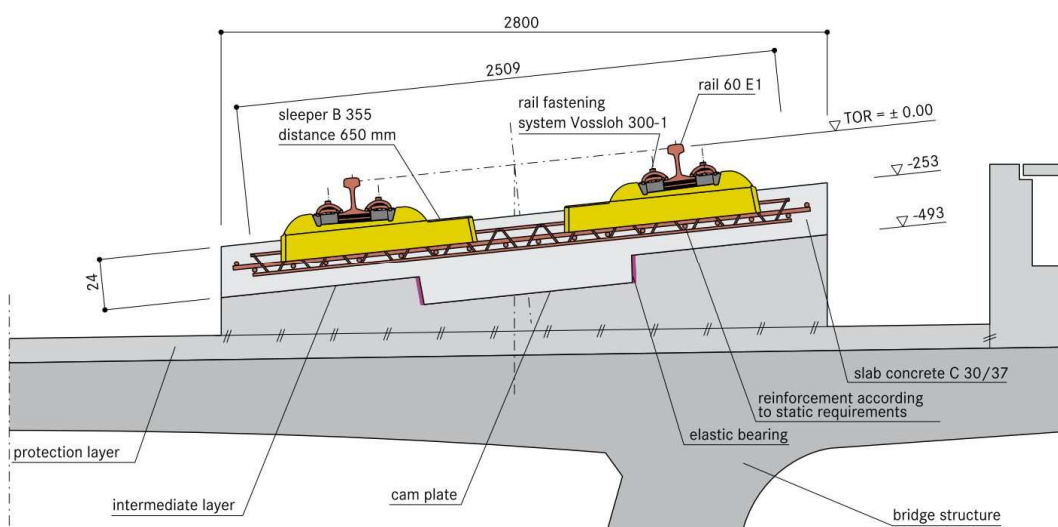 2800
2509
sleeper B 355
distance 650 mm
rail fastening
system Vossloh 300-1
rail 60 E1
TOR = ± 0.00
-253
-493
24
slab concrete C 30/37
reinforcement according
to static requirements
elastic bearing
protection layer
intermediate layer
cam plate
bridge structure